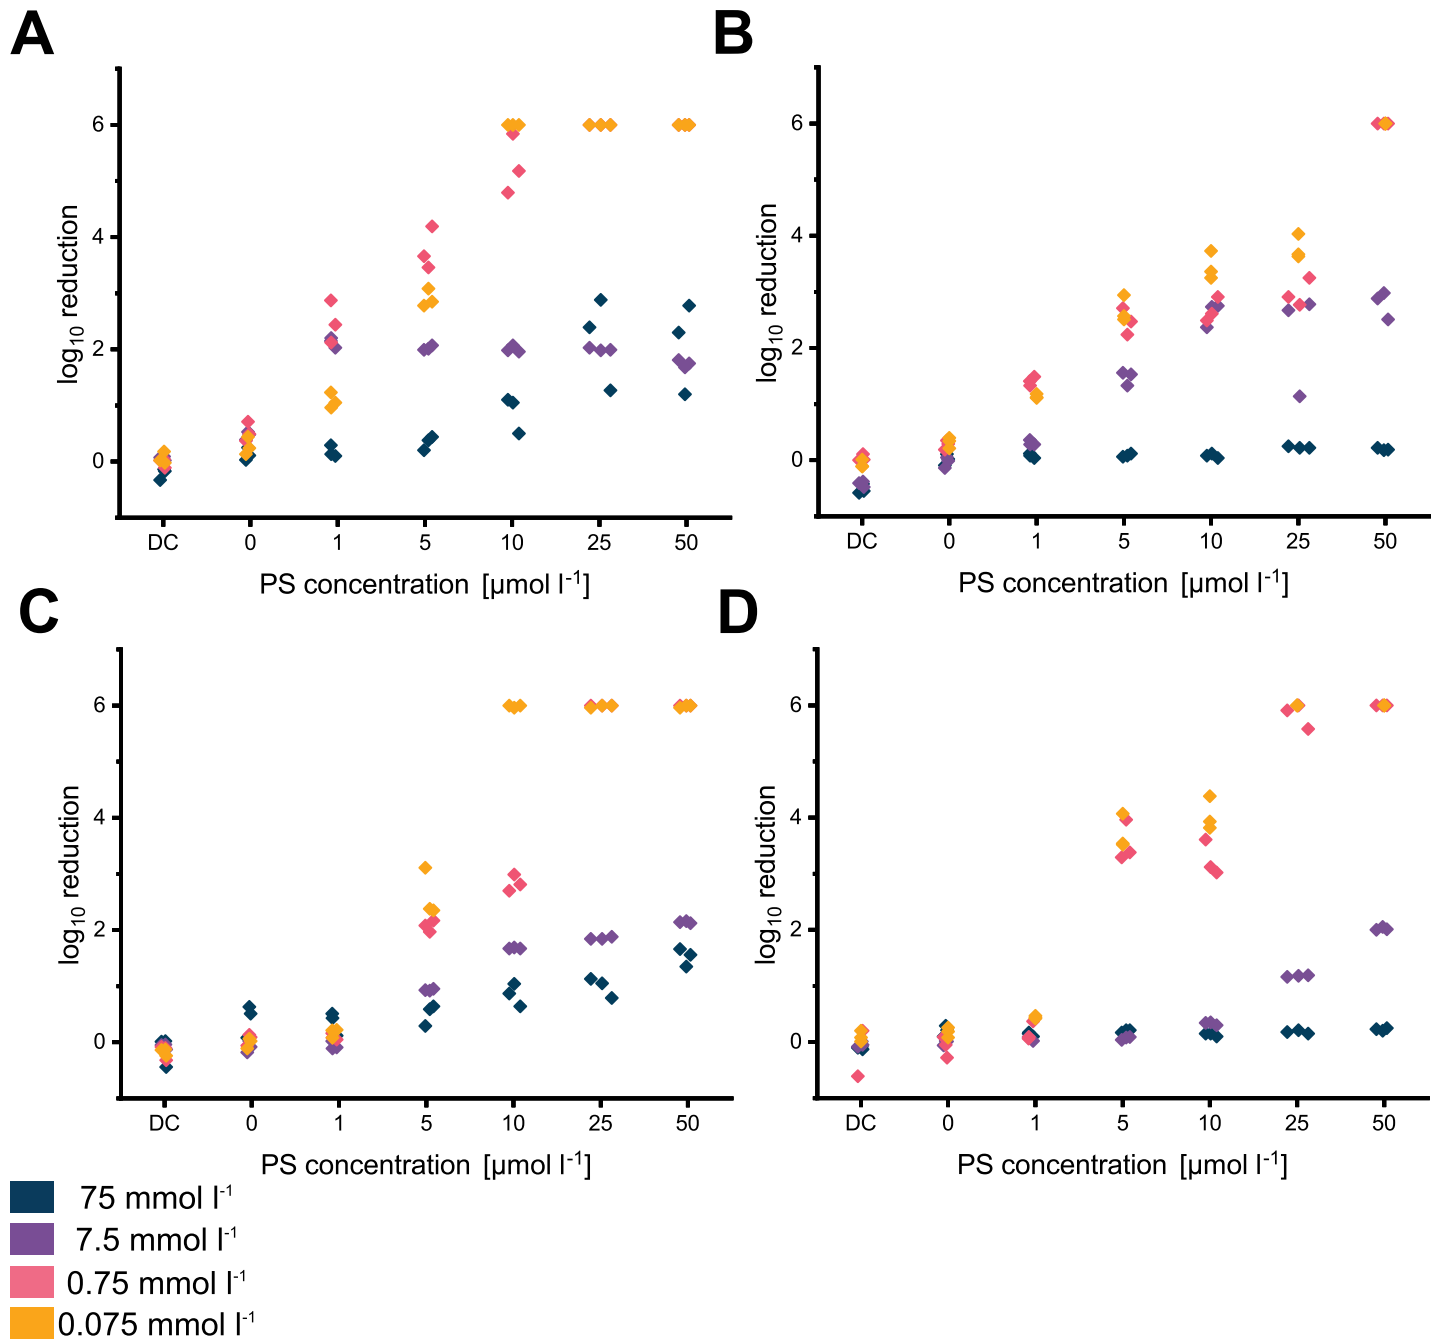 A
B
6
4
2
0
log10 reduction
DC 0 1 5 10 25 50
PS concentration [µmol l-1]
6
4
2
0
log10 reduction
DC 0 1 5 10 25 50
PS concentration [µmol l-1]
C
D
6
4
2
0
log10 reduction
DC 0 1 5 10 25 50
PS concentration [µmol l-1]
6
4
2
0
log10 reduction
DC 0 1 5 10 25 50
PS concentration [µmol l-1]
75 mmol l-1
7.5 mmol l-1
0.75 mmol l-1
0.075 mmol l-1